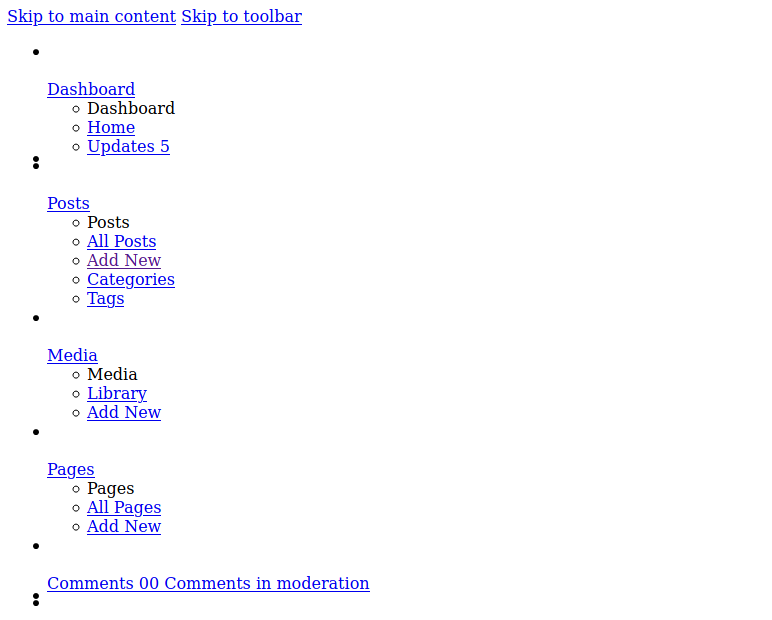 Skip to main content Skip to toolbar
Dashboard
Dashboard
Home
Updates 5
Posts
Posts
All Posts
Add New
Categories
Tags
Media
Media
Library
Add New
Pages
Pages
All Pages
Add New
Comments 00 Comments in moderation